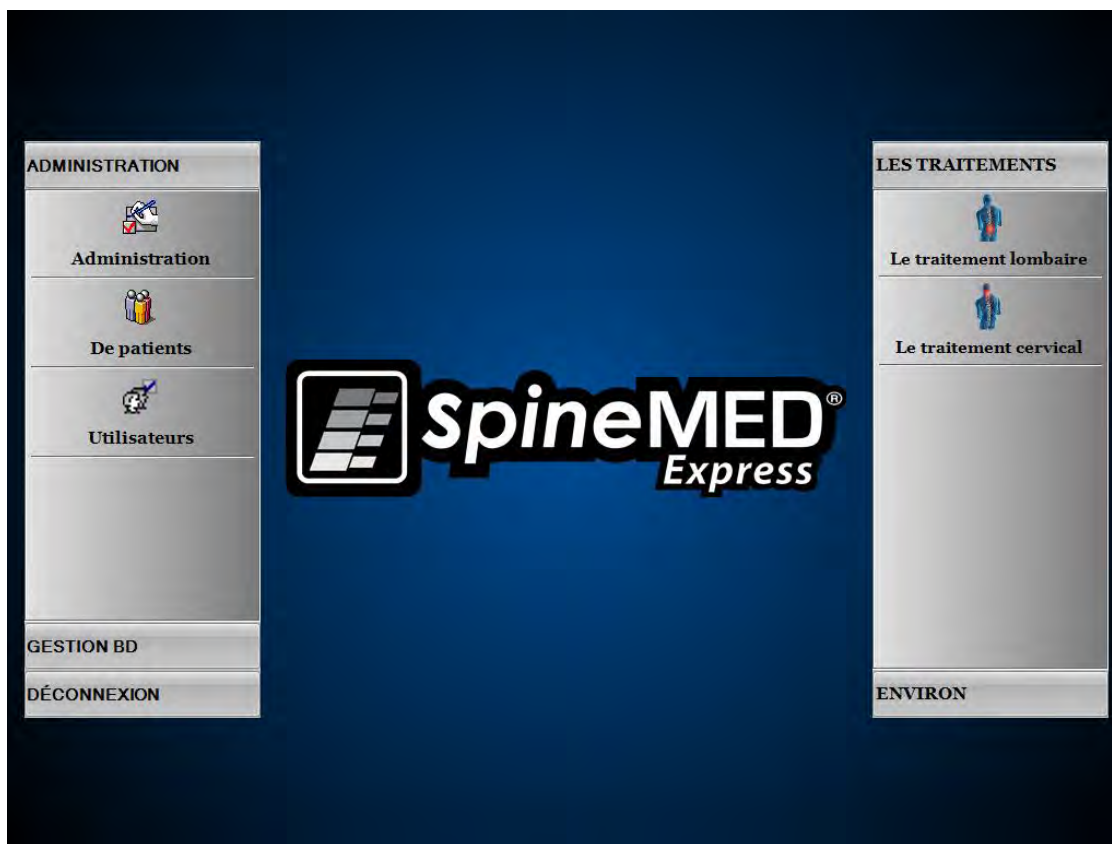 ADMINISTRATION
Administration
De patients
Utilisateurs
GESTION BD
DÉCONNEXION
SpineMED®
Express
LES TRAITEMENTS
Le traitement lombaire
Le traitement cervical
ENVIRON